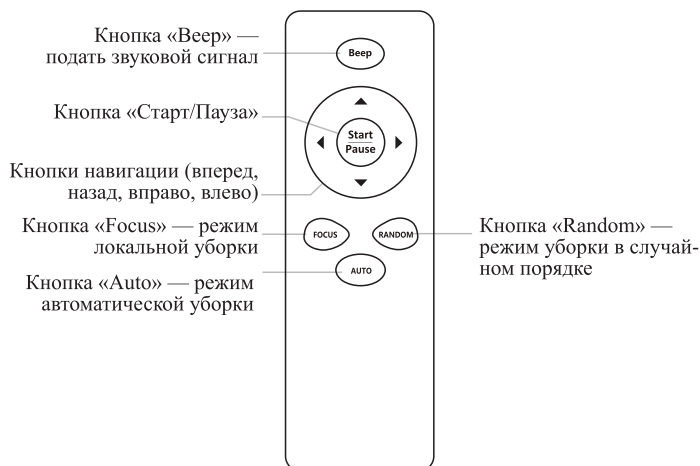 Кнопка «Beep» —
подать звуковой сигнал
Beep
Кнопка «Старт/Пауза»
Start
Pause
Кнопки навигации (вперед,
назад, вправо, влево)
Кнопка «Focus» — режим
локальной уборки
FOCUS
RANDOM
Кнопка «Random» —
режим уборки в случай-
ном порядке
Кнопка «Auto» — режим
автоматической уборки
AUTO